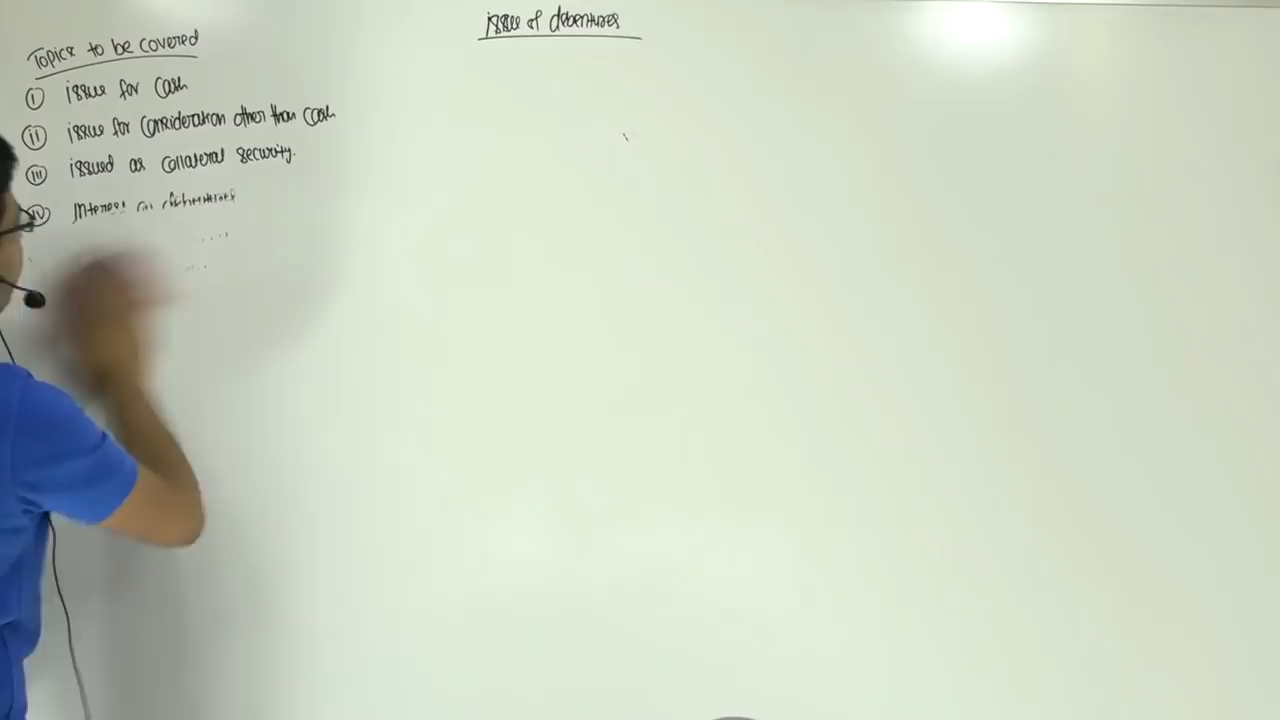 issue of debentures
Topics to be covered
(i) issue for Cash
(ii) issue for Consideration other than Cash
(iii) issued as Collateral Security.
(iv) Interest on debentures